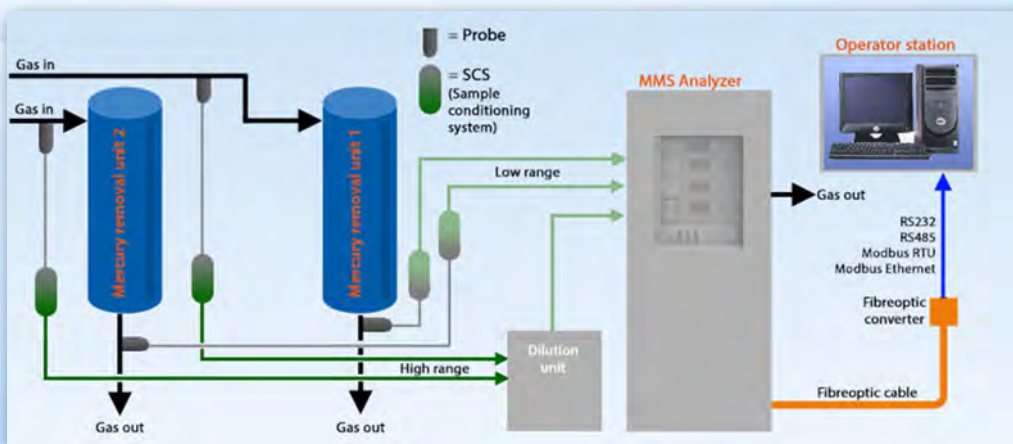 = Probe
= SCS
(Sample
conditioning
system)
Gas in
Gas in
Mercury removal unit 2
Mercury removal unit 1
Low range
High range
Dilution
unit
MMS Analyzer
Operator station
Gas out
RS232
RS485
Modbus RTU
Modbus Ethernet
Fibreoptic
converter
Fibreoptic cable
Gas out
Gas out